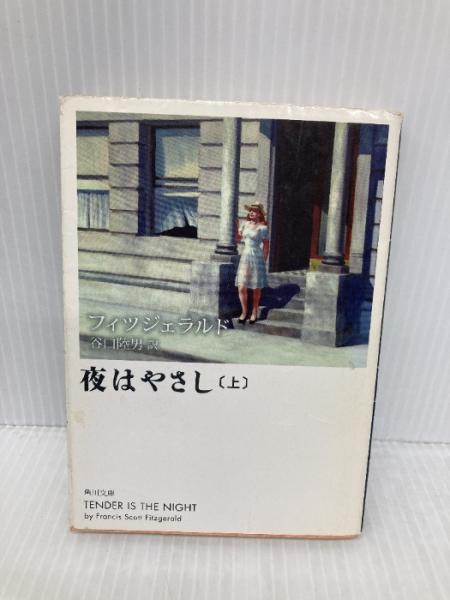 フィツジェラルド
谷口陸男 訳
夜はやさし〔上〕
角川文庫
TENDER IS THE NIGHT
by Francis Scott Fitzgerald